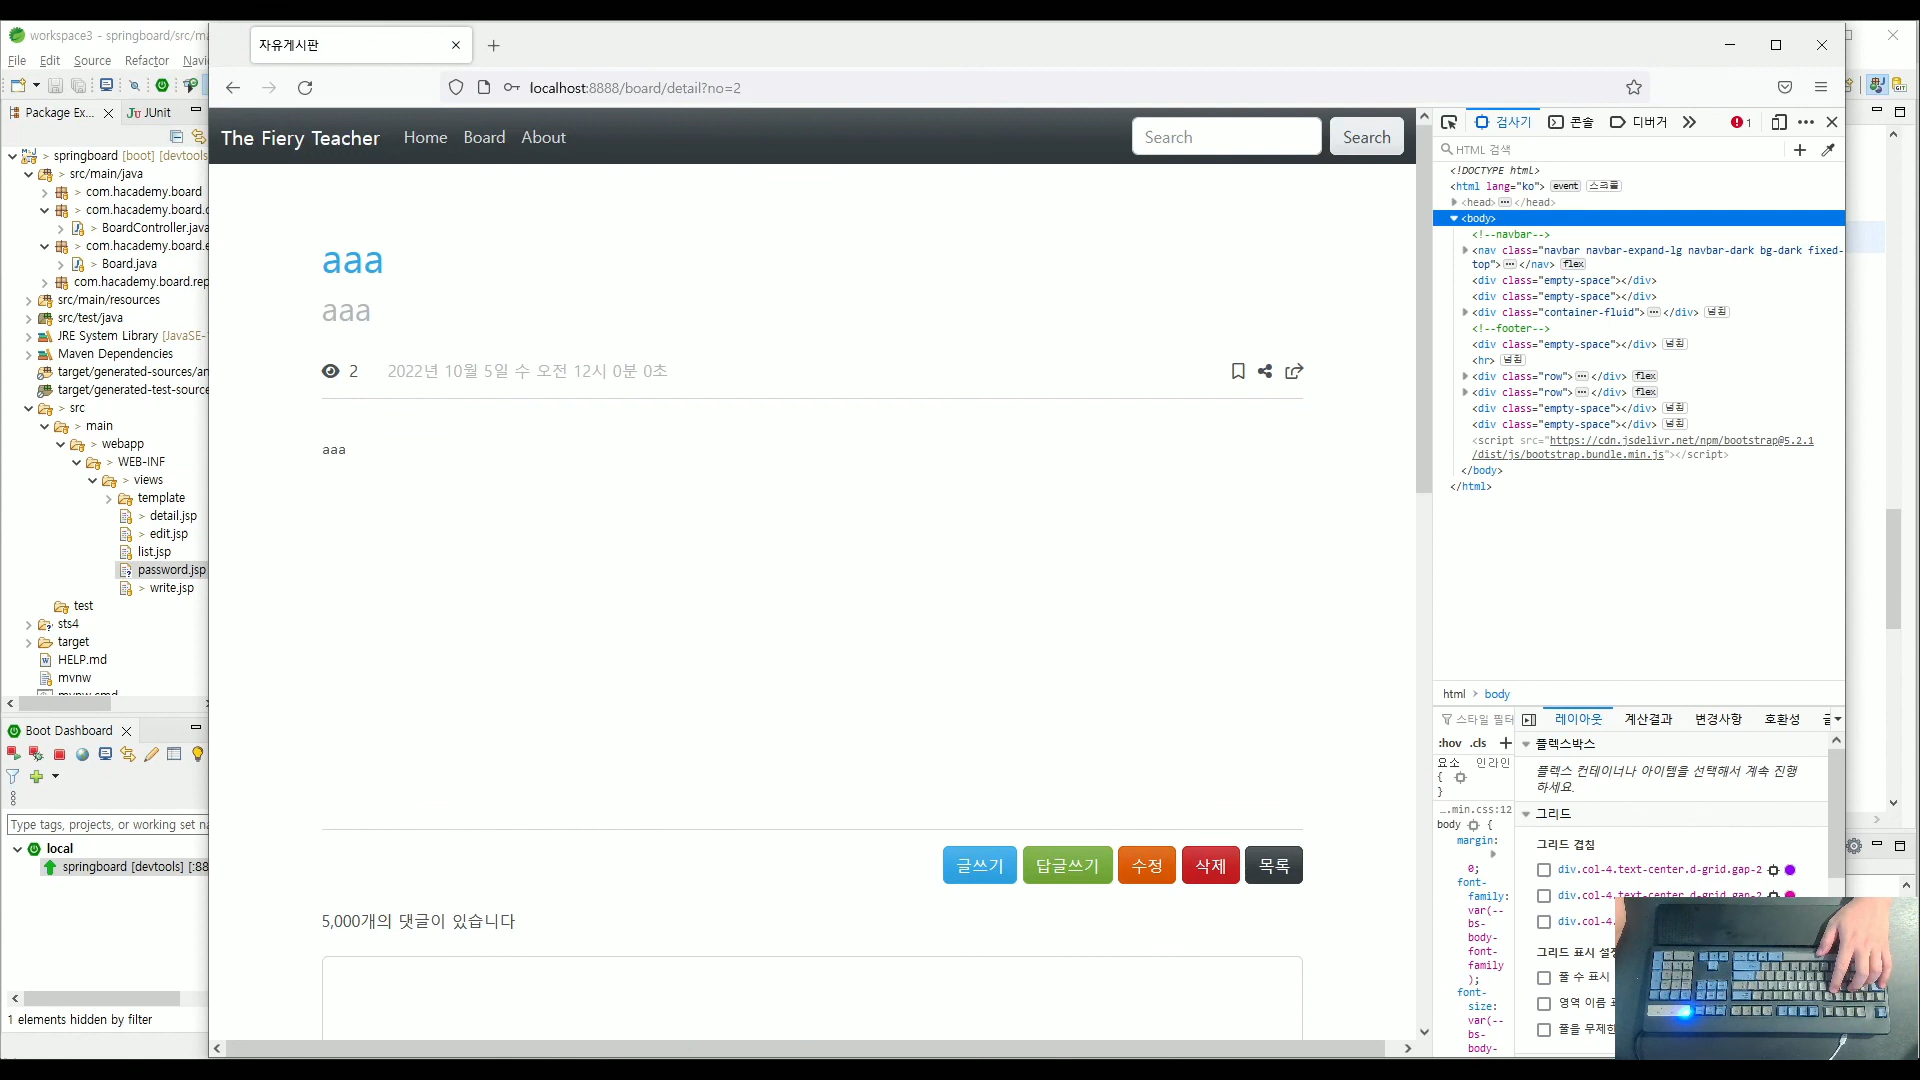 workspace3 - springboard/src/ma
File Edit Source Refactor Navi
Package Ex...
JUnit
springboard [boot] [devtools
src/main/java
com.hacademy.board
com.hacademy.board.c
BoardController.java
com.hacademy.board.e
Board.java
com.hacademy.board.rep
src/main/resources
src/test/java
JRE System Library [JavaSE-
Maven Dependencies
target/generated-sources/an
target/generated-test-source
src
main
webapp
WEB-INF
views
template
detail.jsp
edit.jsp
list.jsp
password.jsp
write.jsp
test
sts4
target
HELP.md
mvnw
mvnw.cmd
Boot Dashboard
Type tags, projects, or working set na
local
springboard [devtools] [:88
1 elements hidden by filter
자유게시판
localhost:8888/board/detail?no=2
The Fiery Teacher Home Board About
Search
Search
aaa
aaa
2 2022년 10월 5일 수 오전 12시 0분 0초
aaa
글쓰기 답글쓰기 수정 삭제 목록
5,000개의 댓글이 있습니다
검사기 콘솔 디버거 1
HTML 검색
<!DOCTYPE html>
<html lang="ko"> event 스크롤
<head> </head>
<body>
<!--navbar-->
<nav class="navbar navbar-expand-lg navbar-dark bg-dark fixed-
top"> </nav> flex
<div class="empty-space"></div>
<div class="empty-space"></div>
<div class="container-fluid"> </div> 넘침
<!--footer-->
<div class="empty-space"></div> 넘침
<hr> 넘침
<div class="row"> </div> flex
<div class="row"> </div> flex
<div class="empty-space"></div> 넘침
<div class="empty-space"></div> 넘침
<script src="https://cdn.jsdelivr.net/npm/bootstrap@5.2.1
/dist/js/bootstrap.bundle.min.js"></script>
</body>
</html>
html body
스타일 필터
레이아웃 계산결과 변경사항 호환성 글
:hov .cls
요소 인라인
{
}
….min.css:12
body {
margin:
0;
font-
family:
var(--
bs-
body-
font-
family
);
font-
size:
var(--
bs-
body-
플렉스박스
플렉스 컨테이너나 아이템을 선택해서 계속 진행
하세요.
그리드
그리드 겹침
div.col-4.text-center.d-grid.gap-2
div.col-4.text-center.d-grid.gap-2
div.col-4.
그리드 표시 설정
줄 수 표시
영역 이름 표
줄을 무제한